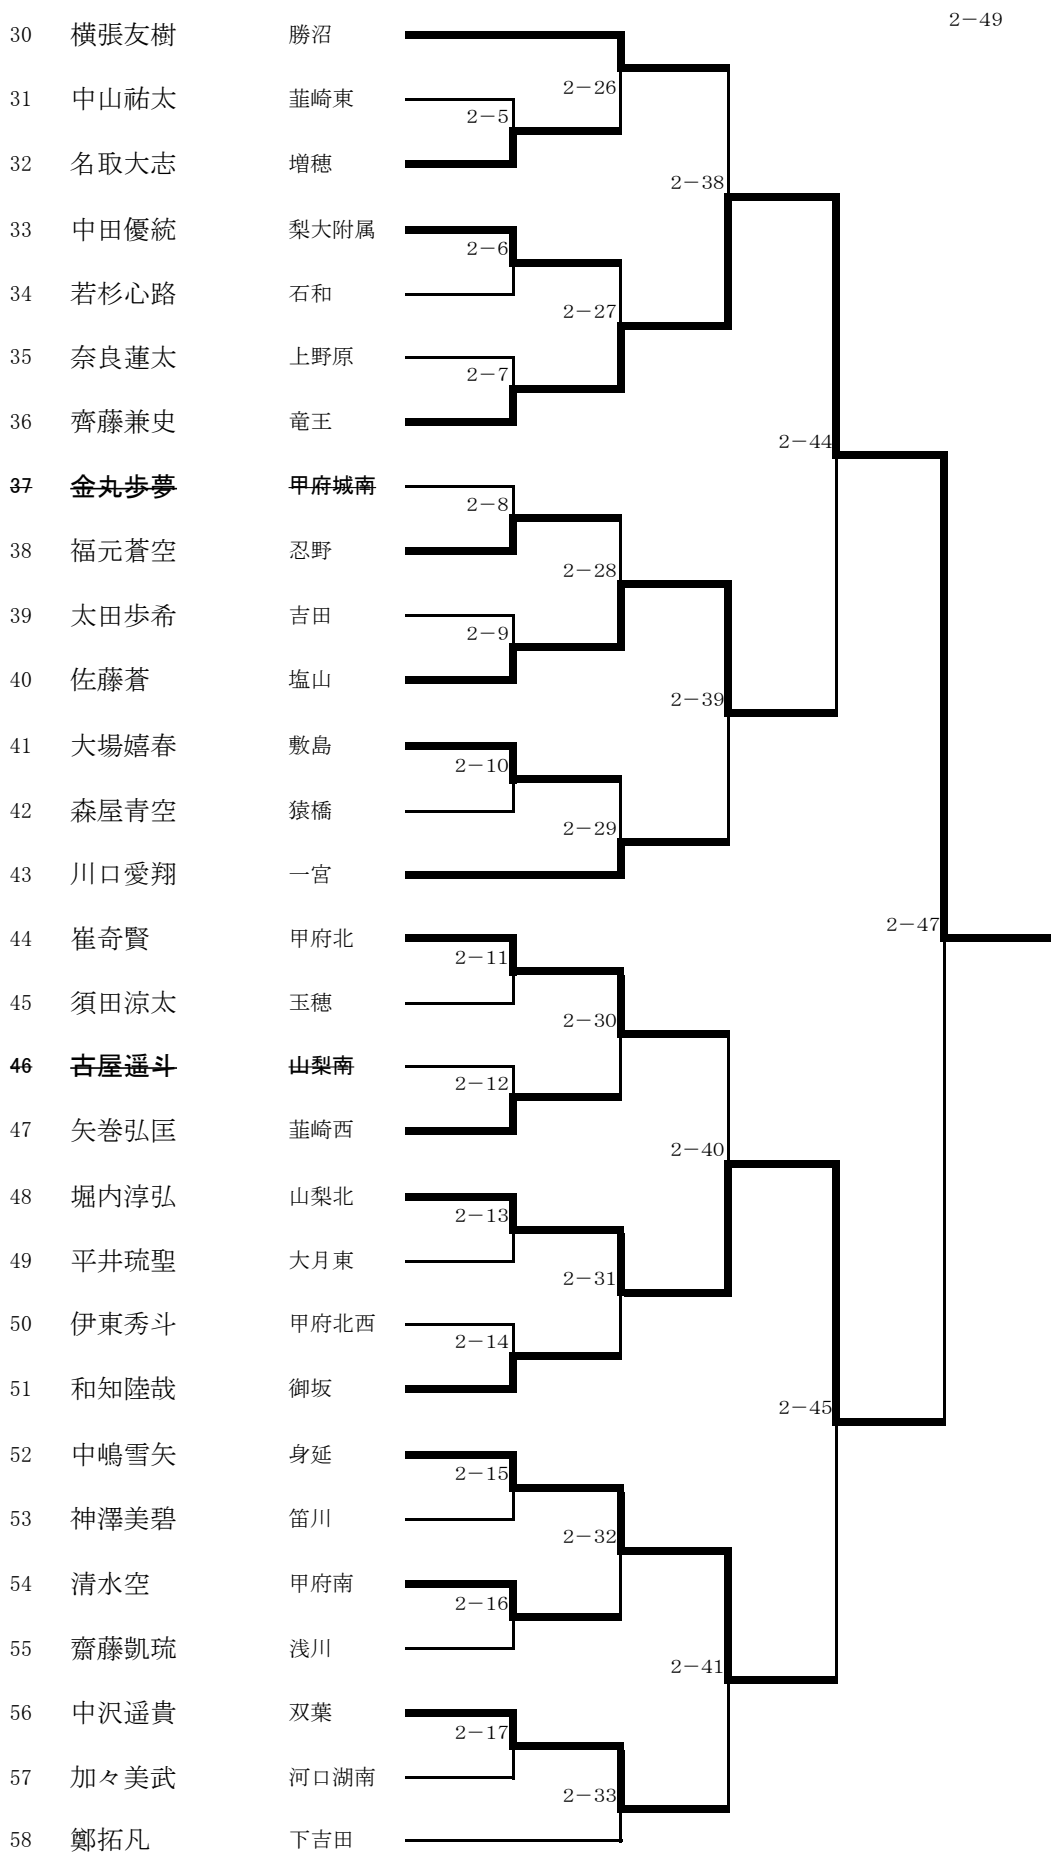 2-49
30 横張友樹 勝沼
2-26
31 中山祐太 韮崎東
2-5
32 名取大志 増穂
2-38
33 中田優統 梨大附属
2-6
34 若杉心路 石和
2-27
35 奈良蓮太 上野原
2-7
36 齊藤兼史 竜王
2-44
37 金丸歩夢 甲府城南
2-8
38 福元蒼空 忍野
2-28
39 太田歩希 吉田
2-9
40 佐藤蒼 塩山
2-39
41 大場嬉春 敷島
2-10
42 森屋青空 猿橋
2-29
43 川口愛翔 一宮
2-47
44 崔奇賢 甲府北
2-11
45 須田涼太 玉穂
2-30
46 古屋遥斗 山梨南
2-12
47 矢巻弘匡 韮崎西
2-40
48 堀内淳弘 山梨北
2-13
49 平井琉聖 大月東
2-31
50 伊東秀斗 甲府北西
2-14
51 和知陸哉 御坂
2-45
52 中嶋雪矢 身延
2-15
53 神澤美碧 笛川
2-32
54 清水空 甲府南
2-16
55 齋藤凱琉 浅川
2-41
56 中沢遥貴 双葉
2-17
57 加々美武 河口湖南
2-33
58 鄭拓凡 下吉田